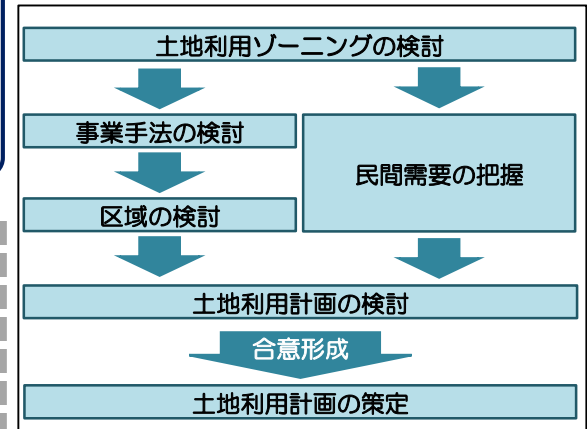 土地利用ゾーニングの検討
事業手法の検討
民間需要の把握
区域の検討
土地利用計画の検討
合意形成
土地利用計画の策定